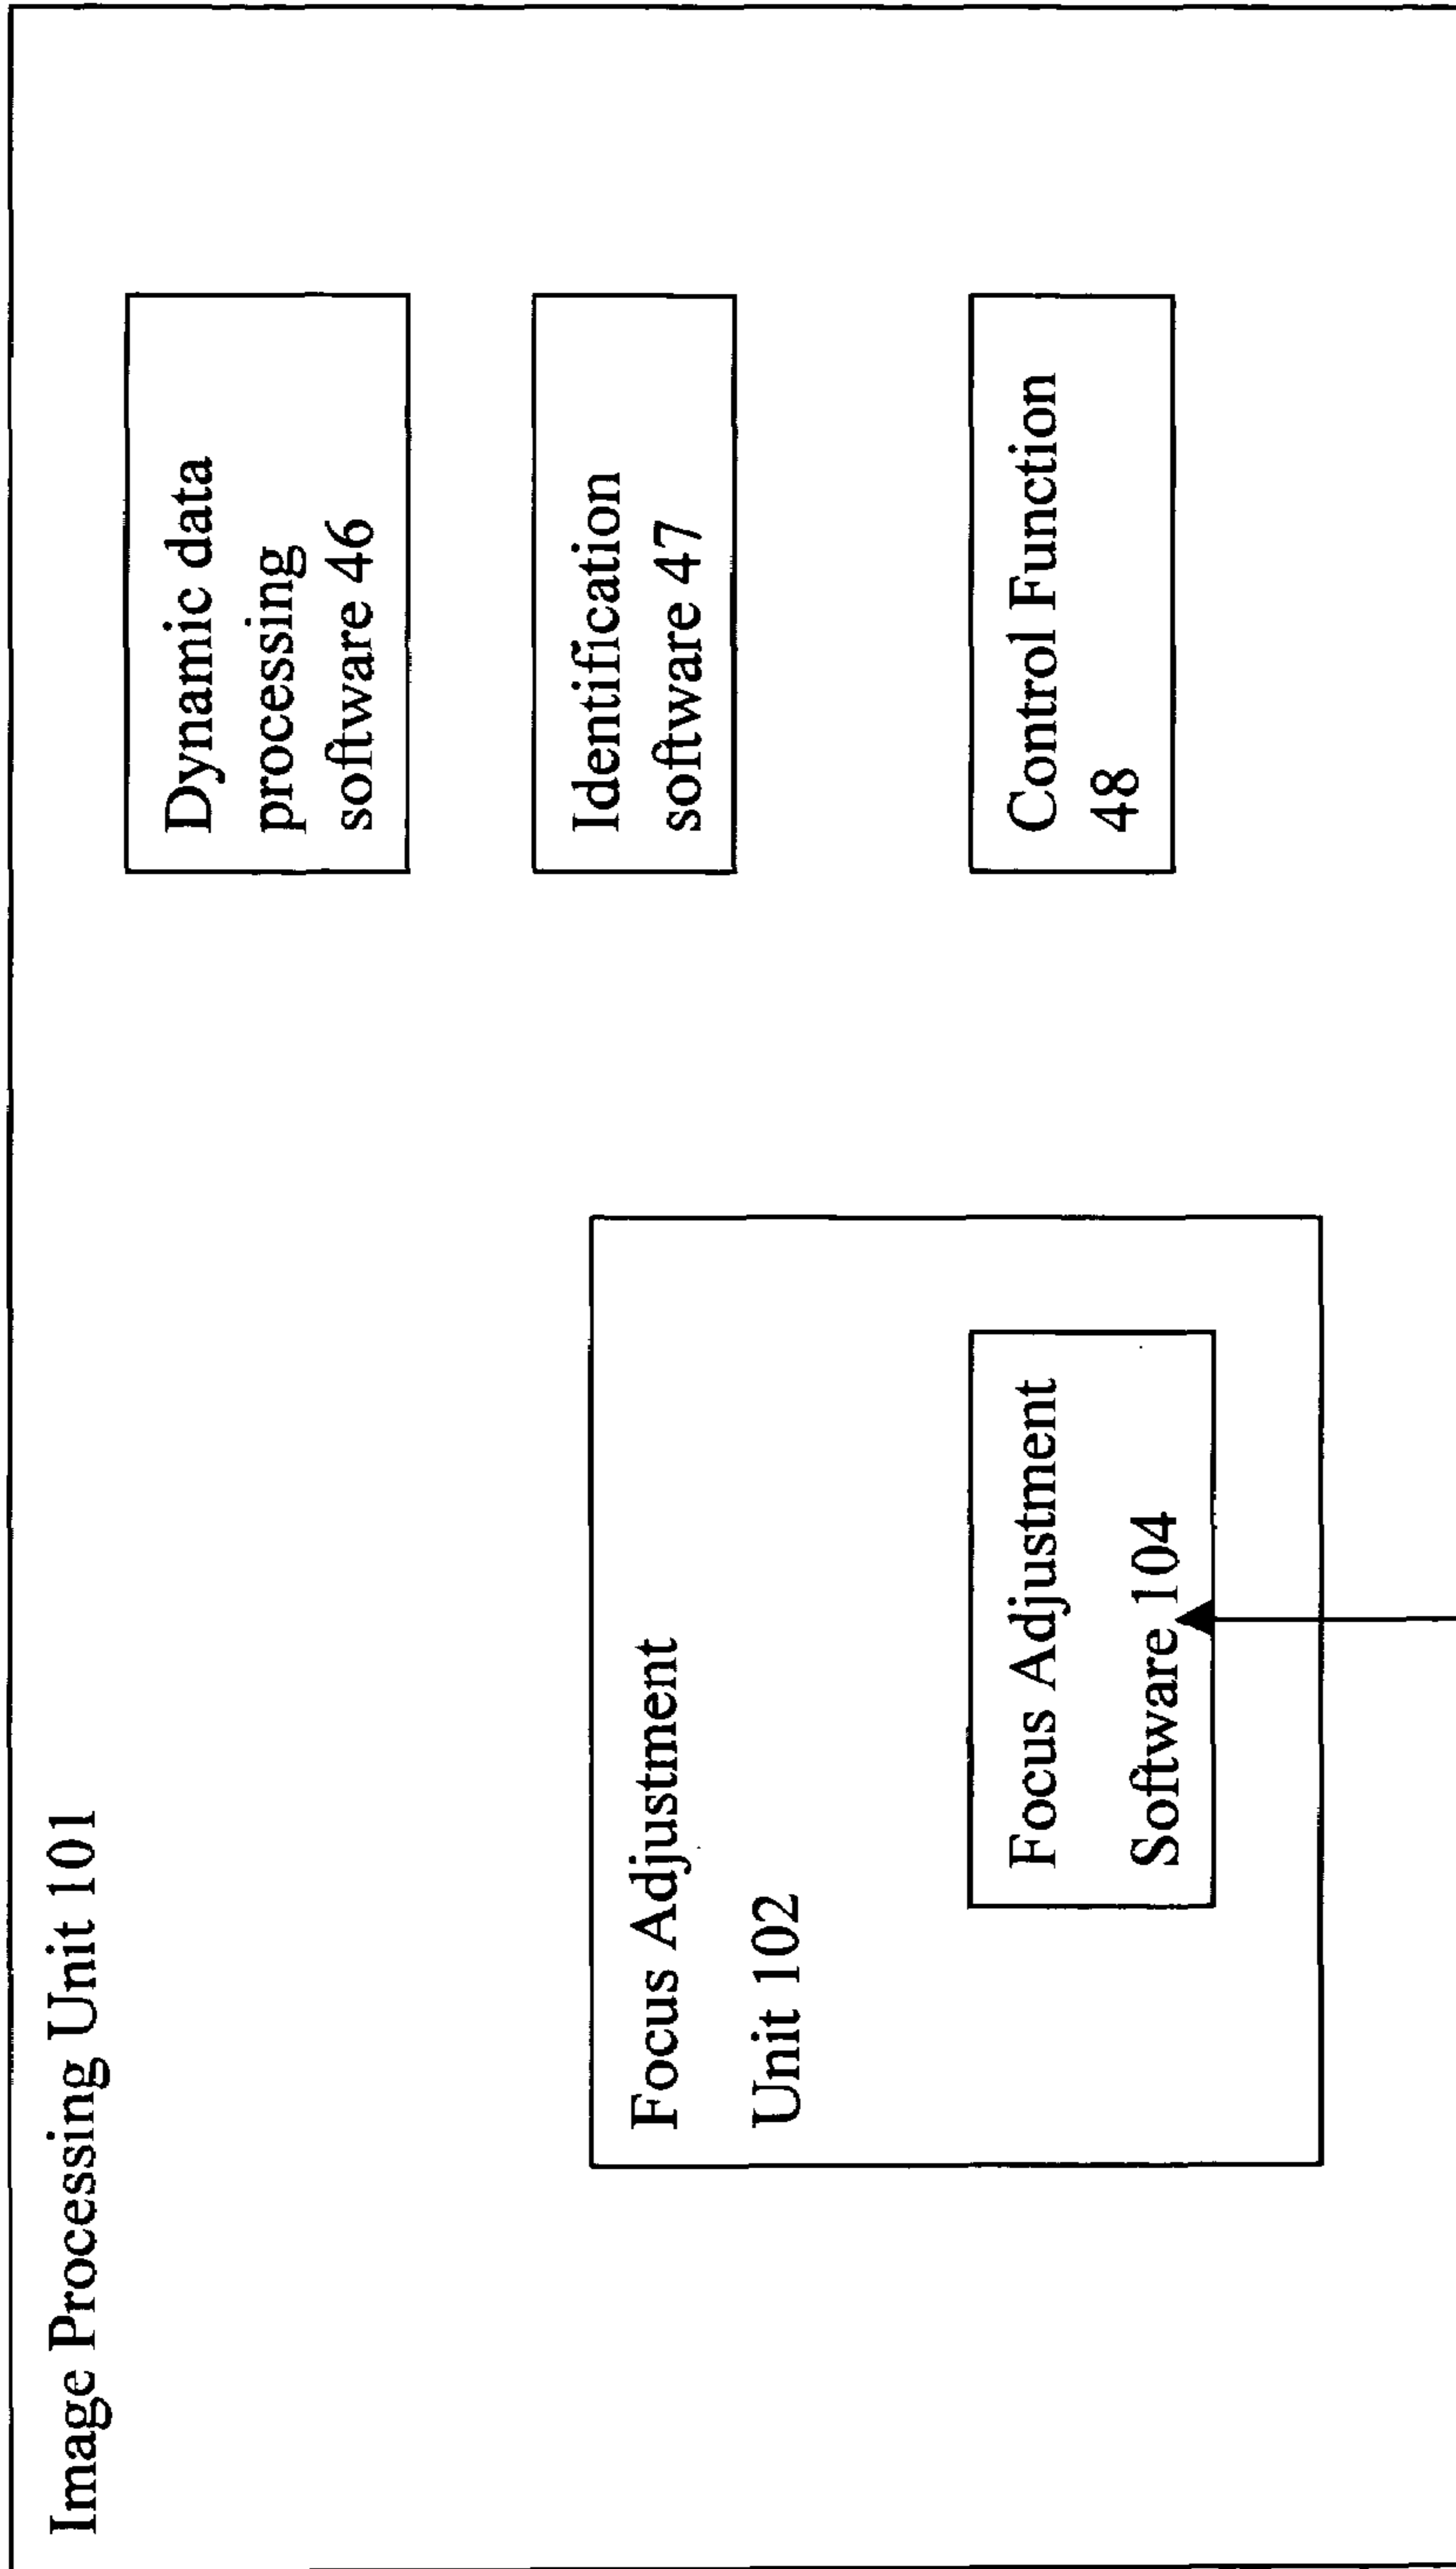 Image Processing Unit 101
Focus Adjustment
Unit 102
Focus Adjustment
Software 104
Dynamic data
processing
software 46
Identification
software 47
Control Function
48